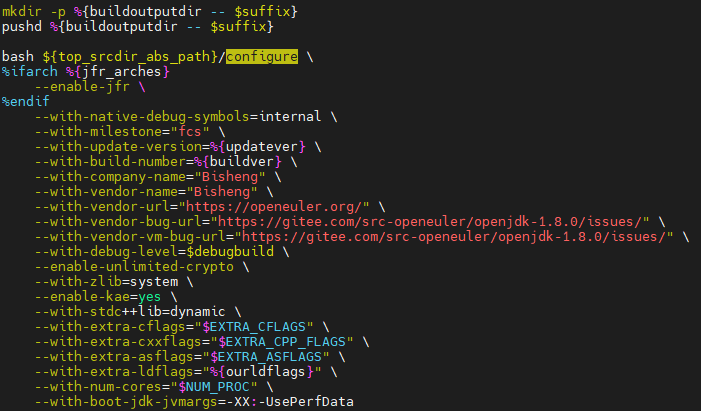 mkdir -p %{buildoutputdir -- $suffix}
pushd %{buildoutputdir -- $suffix}

bash ${top_srcdir_abs_path}/configure \
%ifarch %{jfr_arches}
    --enable-jfr \
%endif
    --with-native-debug-symbols=internal \
    --with-milestone="fcs" \
    --with-update-version=%{updatever} \
    --with-build-number=%{buildver} \
    --with-company-name="Bisheng" \
    --with-vendor-name="Bisheng" \
    --with-vendor-url="https://openeuler.org/" \
    --with-vendor-bug-url="https://gitee.com/src-openeuler/openjdk-1.8.0/issues/" \
    --with-vendor-vm-bug-url="https://gitee.com/src-openeuler/openjdk-1.8.0/issues/" \
    --with-debug-level=$debugbuild \
    --enable-unlimited-crypto \
    --with-zlib=system \
    --enable-kae=yes \
    --with-stdc++lib=dynamic \
    --with-extra-cflags="$EXTRA_CFLAGS" \
    --with-extra-cxxflags="$EXTRA_CPP_FLAGS" \
    --with-extra-asflags="$EXTRA_ASFLAGS" \
    --with-extra-ldflags="%{ourldflags}" \
    --with-num-cores="$NUM_PROC" \
    --with-boot-jdk-jvmargs=-XX:-UsePerfData